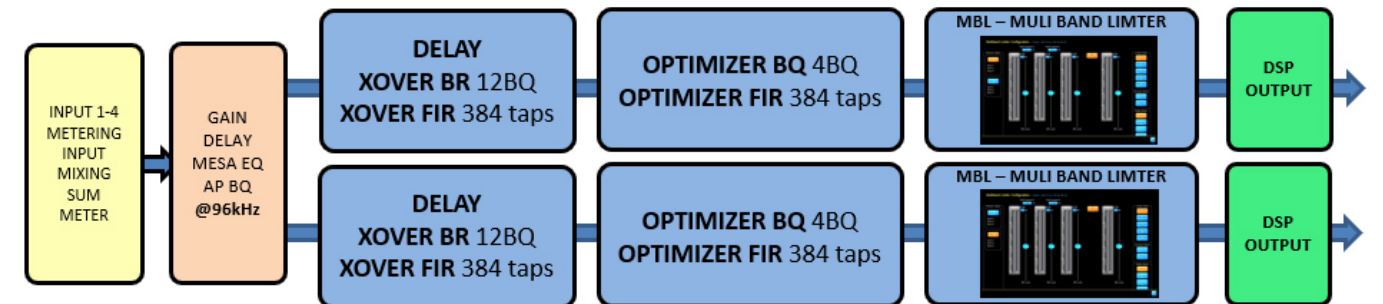 INPUT 1-4
METERING
INPUT
MIXING
SUM
METER
GAIN
DELAY
MESA EQ
AP BQ
@96kHz
DELAY
XOVER BR 12BQ
XOVER FIR 384 taps
OPTIMIZER BQ 4BQ
OPTIMIZER FIR 384 taps
MBL – MULI BAND LIMTER
DSP
OUTPUT
DELAY
XOVER BR 12BQ
XOVER FIR 384 taps
OPTIMIZER BQ 4BQ
OPTIMIZER FIR 384 taps
MBL – MULI BAND LIMTER
DSP
OUTPUT